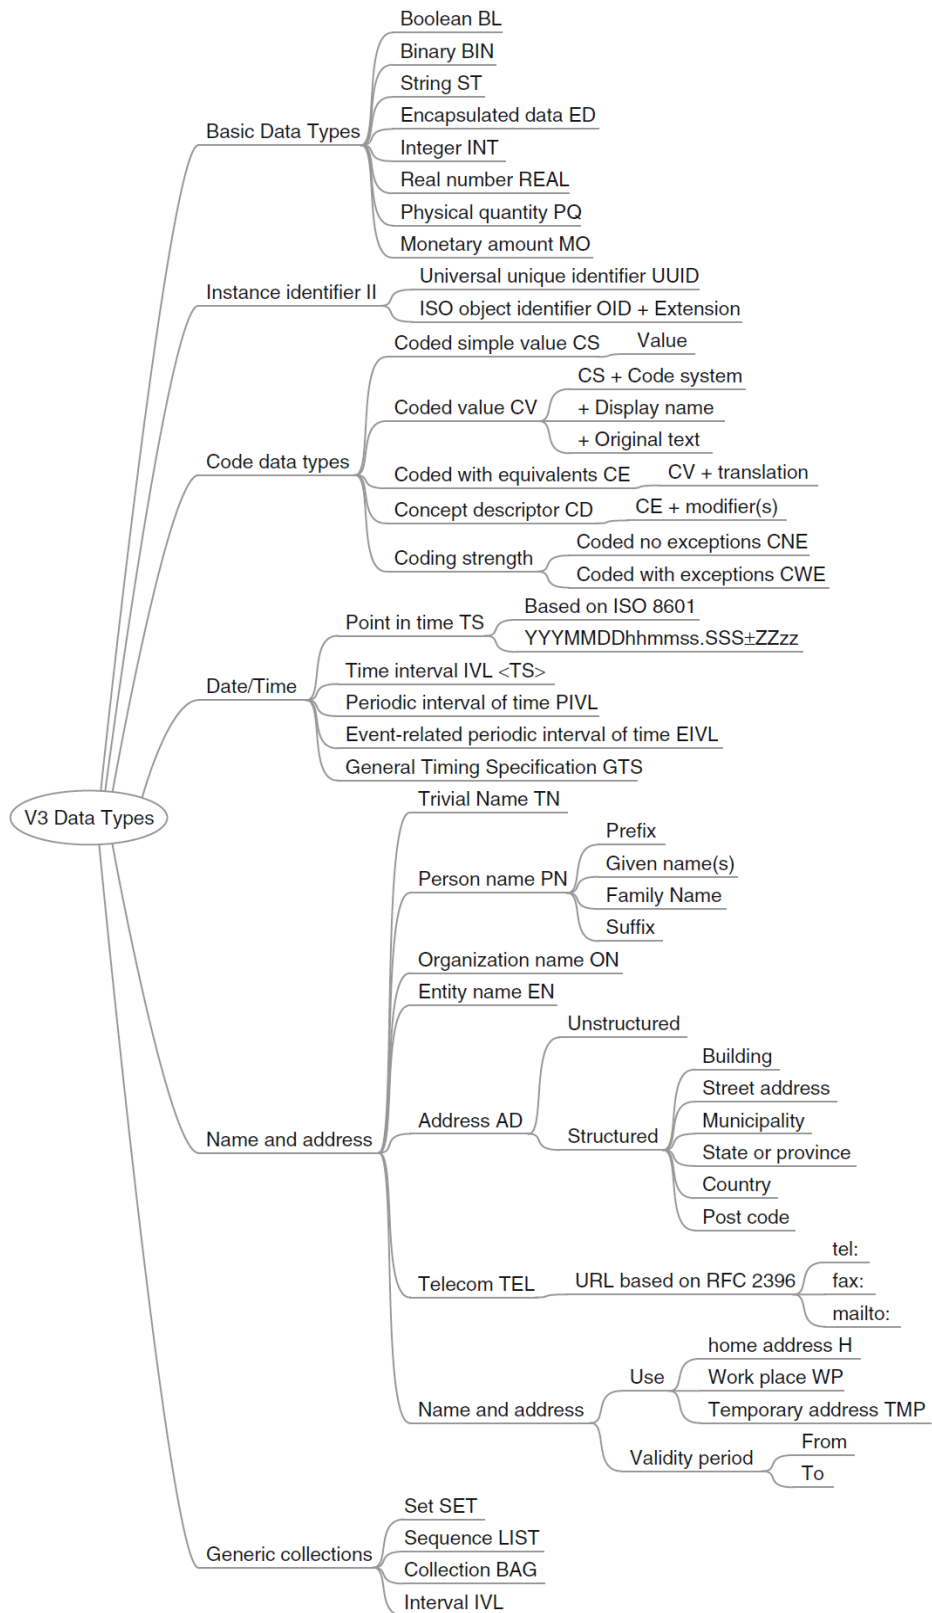 Boolean BL
Binary BIN
String ST
Encapsulated data ED
Basic Data Types
Integer INT
Real number REAL
Physical quantity PQ
Monetary amount MO
Universal unique identifier UUID
Instance identifier II
ISO object identifier OID + Extension
Coded simple value CS
Value
CS + Code system
Coded value CV
+ Display name
+ Original text
Code data types
Coded with equivalents CE
CV + translation
Concept descriptor CD
CE + modifier(s)
Coding strength
Coded no exceptions CNE
Coded with exceptions CWE
Point in time TS
Based on ISO 8601
YYYMMDDhhmmss.SSS±ZZzz
Time interval IVL <TS>
Date/Time
Periodic interval of time PIVL
Event-related periodic interval of time EIVL
General Timing Specification GTS
V3 Data Types
Trivial Name TN
Prefix
Person name PN
Given name(s)
Family Name
Suffix
Organization name ON
Entity name EN
Unstructured
Address AD
Structured
Building
Street address
Municipality
State or province
Country
Post code
Name and address
Telecom TEL
URL based on RFC 2396
tel:
fax:
mailto:
Name and address
Use
home address H
Work place WP
Temporary address TMP
Validity period
From
To
Set SET
Sequence LIST
Generic collections
Collection BAG
Interval IVL